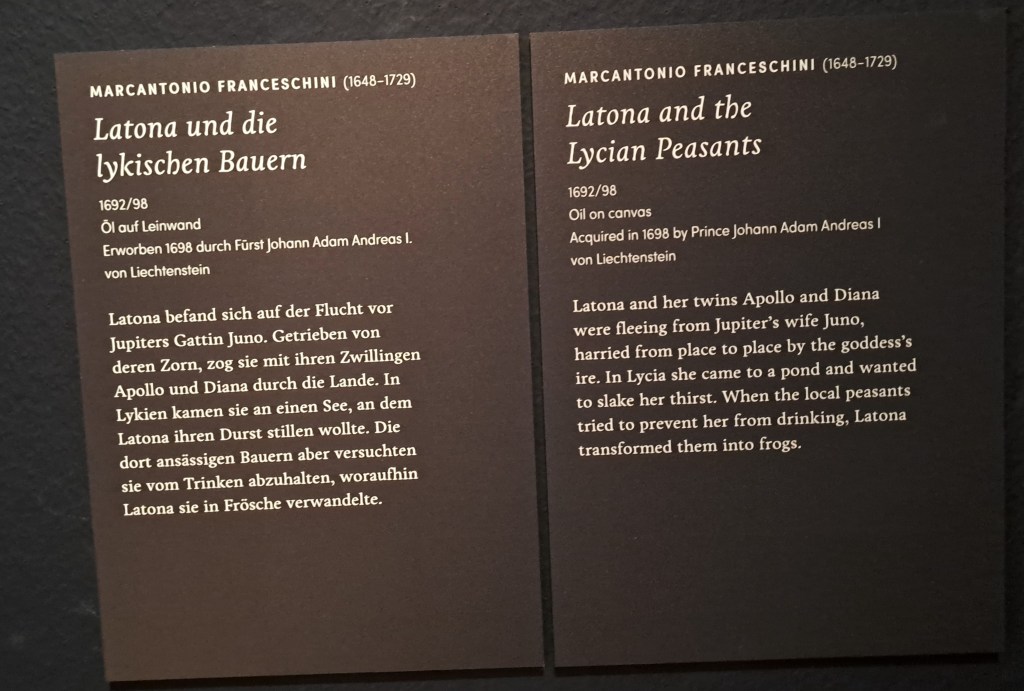 MARCANTONIO FRANCESCHINI (1648–1729)
Latona und die
lykischen Bauern
1692/98
Öl auf Leinwand
Erworben 1698 durch Fürst Johann Adam Andreas I.
von Liechtenstein
Latona befand sich auf der Flucht vor
Jupiters Gattin Juno. Getrieben von
deren Zorn, zog sie mit ihren Zwillingen
Apollo und Diana durch die Lande. In
Lykien kamen sie an einen See, an dem
Latona ihren Durst stillen wollte. Die
dort ansässigen Bauern aber versuchten
sie vom Trinken abzuhalten, woraufhin
Latona sie in Frösche verwandelte.
MARCANTONIO FRANCESCHINI (1648–1729)
Latona and the
Lycian Peasants
1692/98
Oil on canvas
Acquired in 1698 by Prince Johann Adam Andreas I
von Liechtenstein
Latona and her twins Apollo and Diana
were fleeing from Jupiter's wife Juno,
harried from place to place by the goddess's
ire. In Lycia she came to a pond and wanted
to slake her thirst. When the local peasants
tried to prevent her from drinking, Latona
transformed them into frogs.